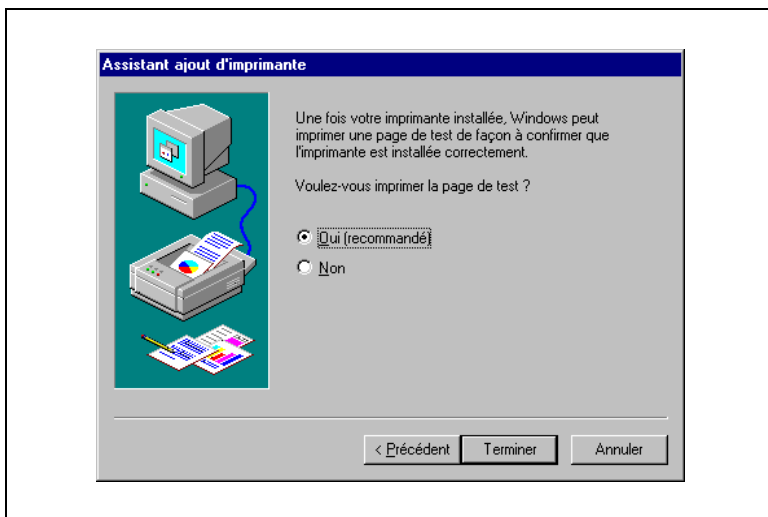 Assistant ajout d'imprimante
Une fois votre imprimante installée, Windows peut
imprimer une page de test de façon à confirmer que
l'imprimante est installée correctement.
Voulez-vous imprimer la page de test ?
Oui (recommandé)
Non
< Précédent
Terminer
Annuler